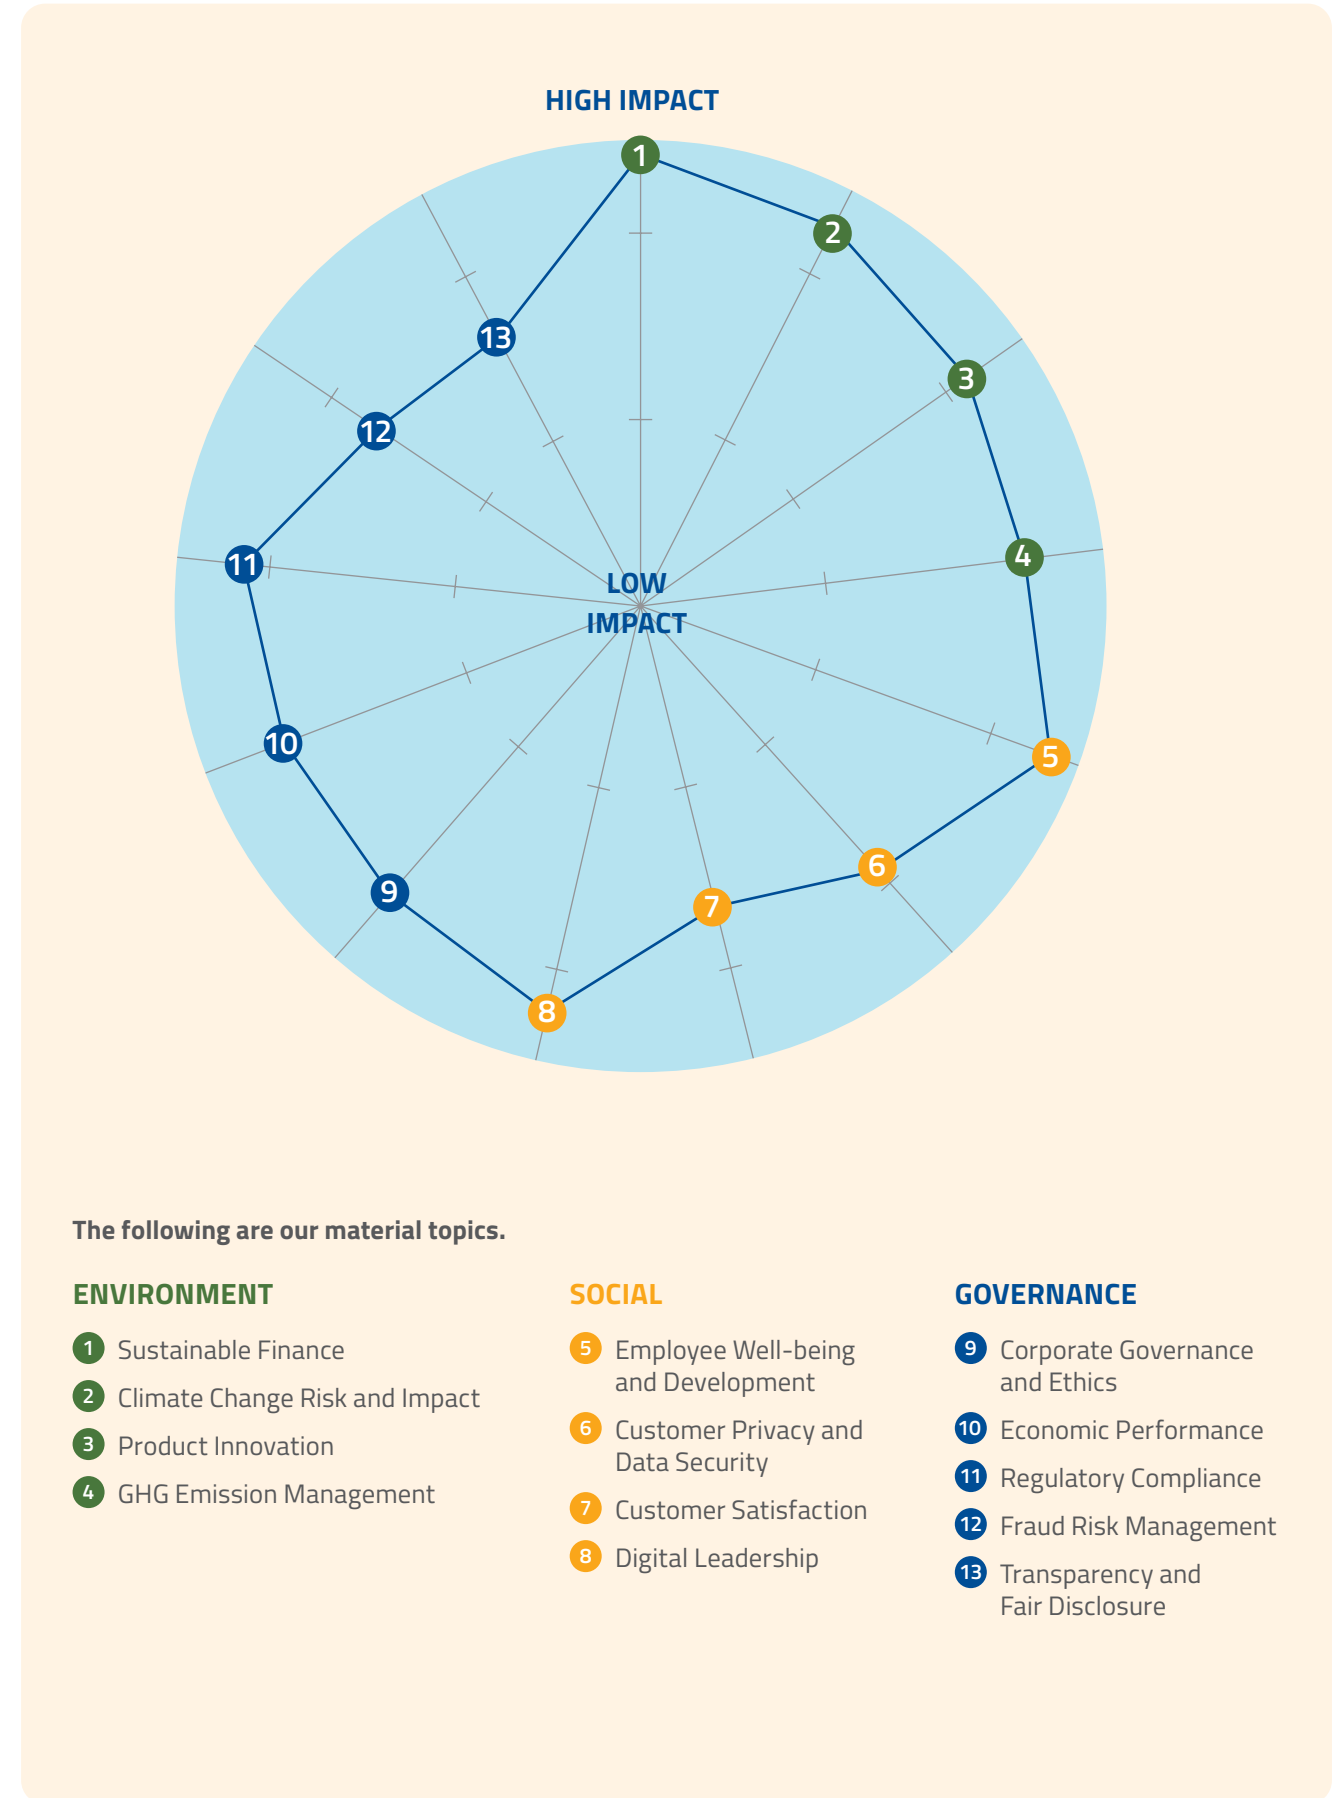 HIGH IMPACT
1
2
13
3
12
11
4
LOW
IMPACT
10
5
6
9
7
8
The following are our material topics.
ENVIRONMENT
1 Sustainable Finance
2 Climate Change Risk and Impact
3 Product Innovation
4 GHG Emission Management
SOCIAL
5 Employee Well-being
and Development
6 Customer Privacy and
Data Security
7 Customer Satisfaction
8 Digital Leadership
GOVERNANCE
9 Corporate Governance
and Ethics
10 Economic Performance
11 Regulatory Compliance
12 Fraud Risk Management
13 Transparency and
Fair Disclosure